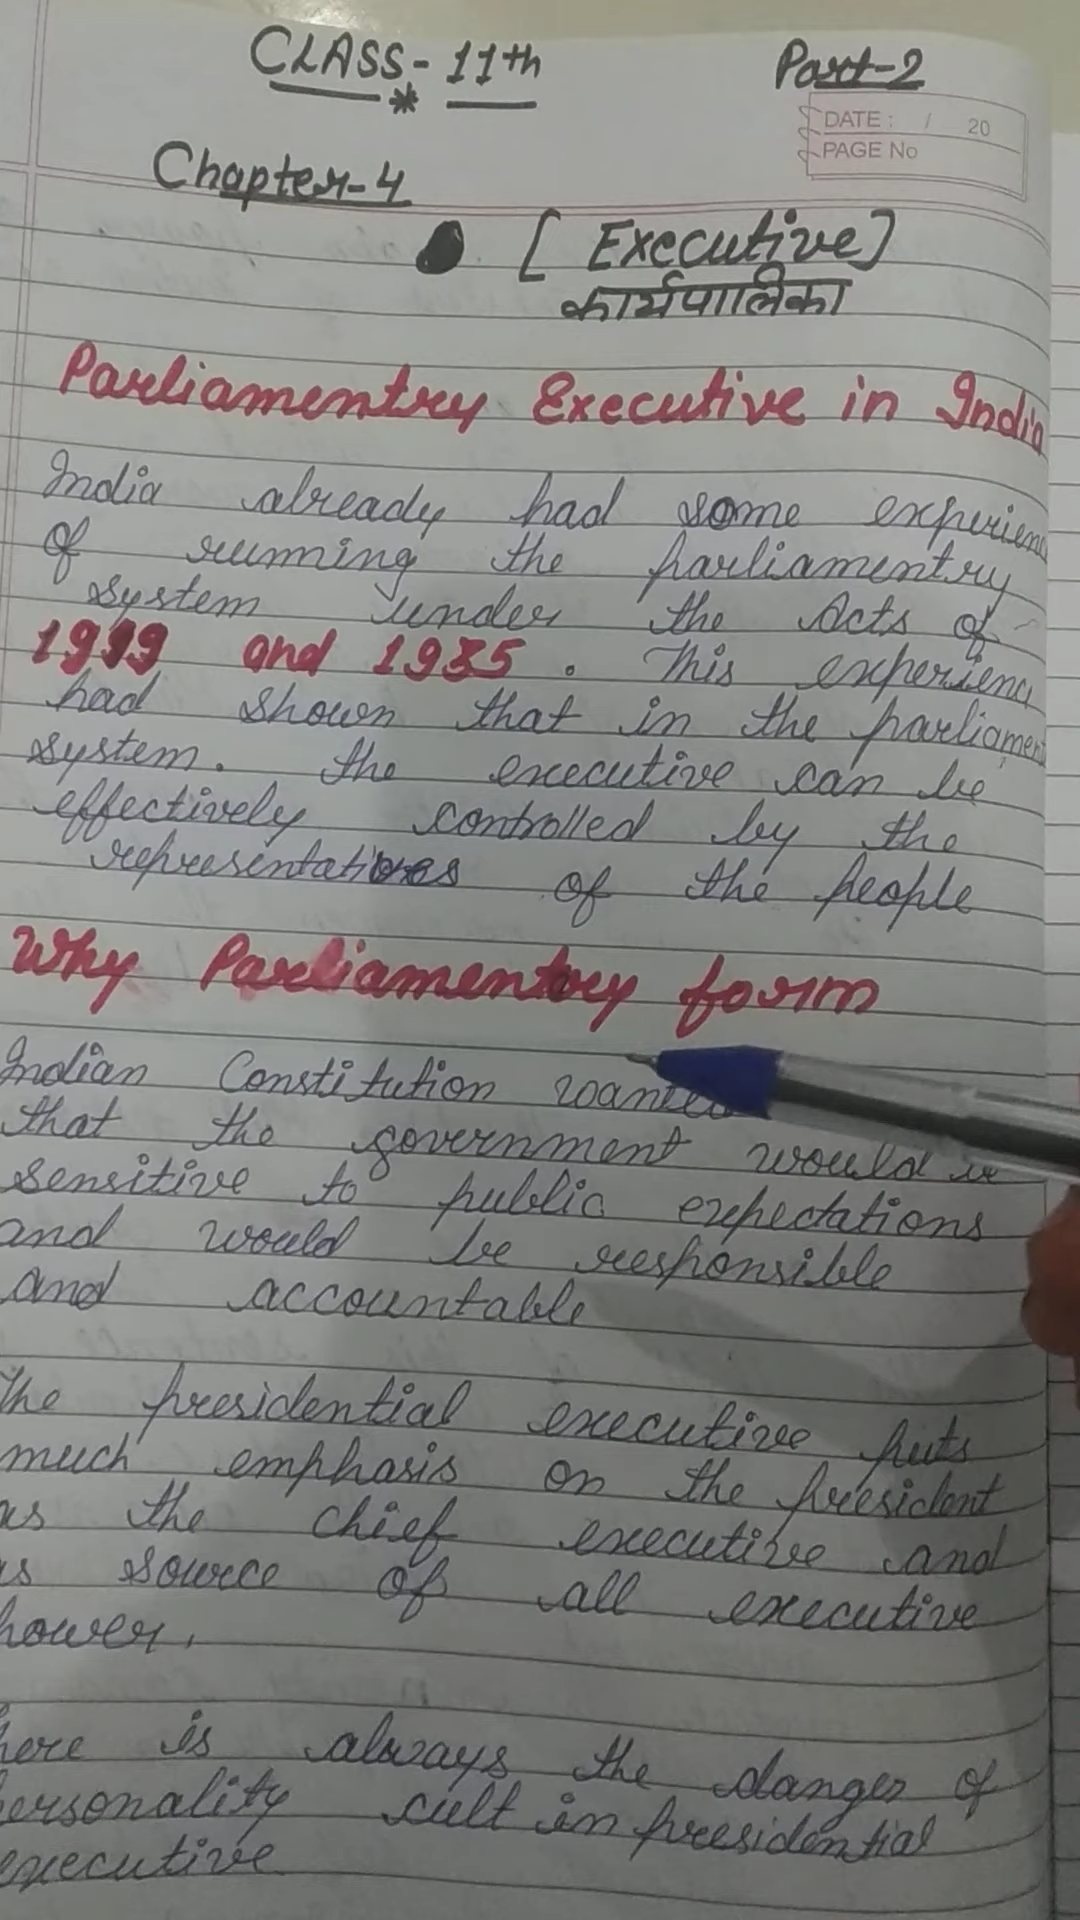 CLASS - 11th
Part-2
DATE : / 20
PAGE No
Chapter-4
[ Executive ]
कार्यपालिका
Parliamentry Executive in India
India already had some experienc
of running the parliamentry
system under the Acts of
and 1935 . This experienc
had shown that in the parliament
system. the executive can be
effectively controlled by the
representatives of the people
Why Parliamentory form
Indian Constitution wanted
that the government would be
sensitive to public expectations
and would be responsible
and accountable
The presidential executive puts
much emphasis on the president
as the chief executive and
as source of all executive
power.
here is always the danger of
personality cult in presidential
executive